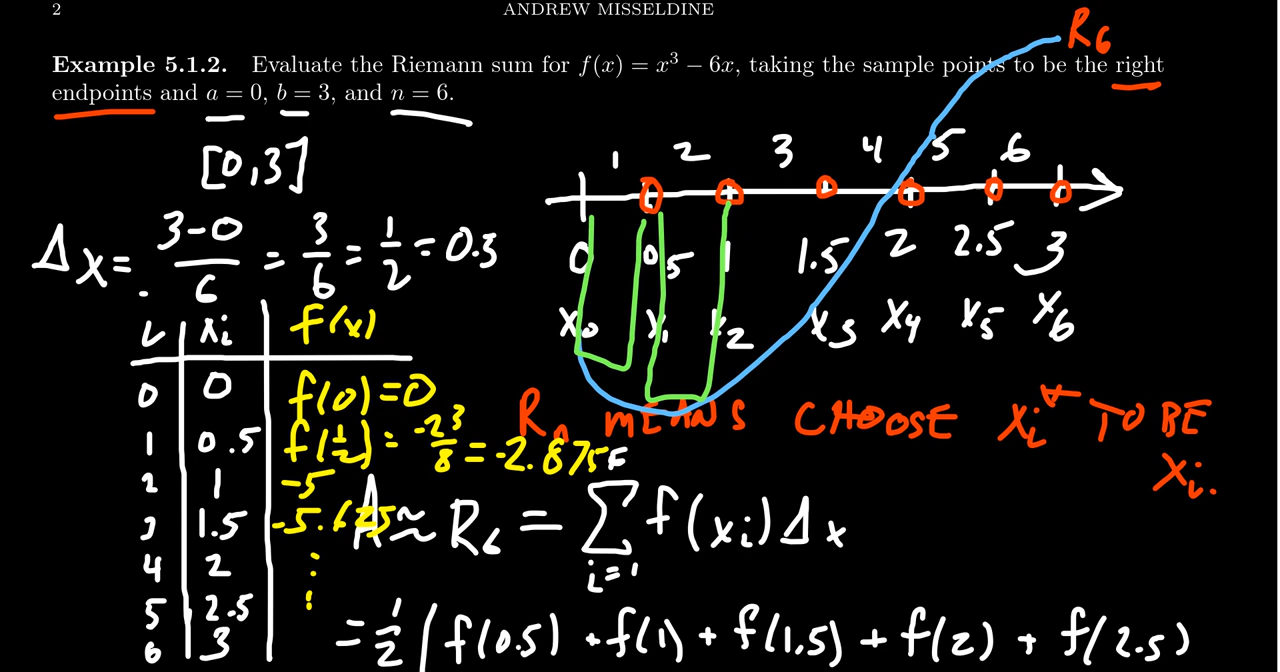 2 ANDREW MISSELDINE
R₆
Example 5.1.2. Evaluate the Riemann sum for f(x) = x³ − 6x, taking the sample points to be the right
endpoints and a = 0, b = 3, and n = 6.
[0,3]
1 2 3 4 5 6
0 0.5 1 1.5 2 2.5 3
x₀ x₁ x₂ x₃ x₄ x₅ x₆
Δx = (3-0)/6 = 3/6 = 1/2 = 0.3
i xᵢ f(x)
0 0 f(0) = 0
1 0.5 f(1/2) = -23/8 = -2.875
2 1 -5
3 1.5 -5.625
4 2 ⋮
5 2.5
6 3
Rₙ MEANS CHOOSE xᵢ* TO BE
xᵢ.
A ≈ R₆ = Σ i=1 f(xᵢ)Δx
= 1/2 (f(0.5) + f(1) + f(1.5) + f(2) + f(2.5)